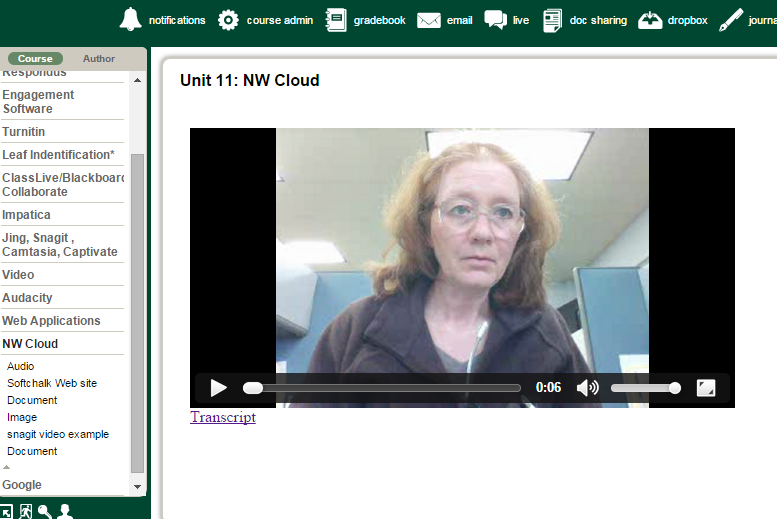 notifications course admin gradebook email live doc sharing dropbox journa
Course Author
Respondus
Engagement
Software
Turnitin
Leaf Indentification*
ClassLive/Blackboard
Collaborate
Impatica
Jing, Snagit ,
Camtasia, Captivate
Video
Audacity
Web Applications
NW Cloud
Audio
Softchalk Web site
Document
Image
snagit video example
Document
Google
Unit 11: NW Cloud
0:06
Transcript